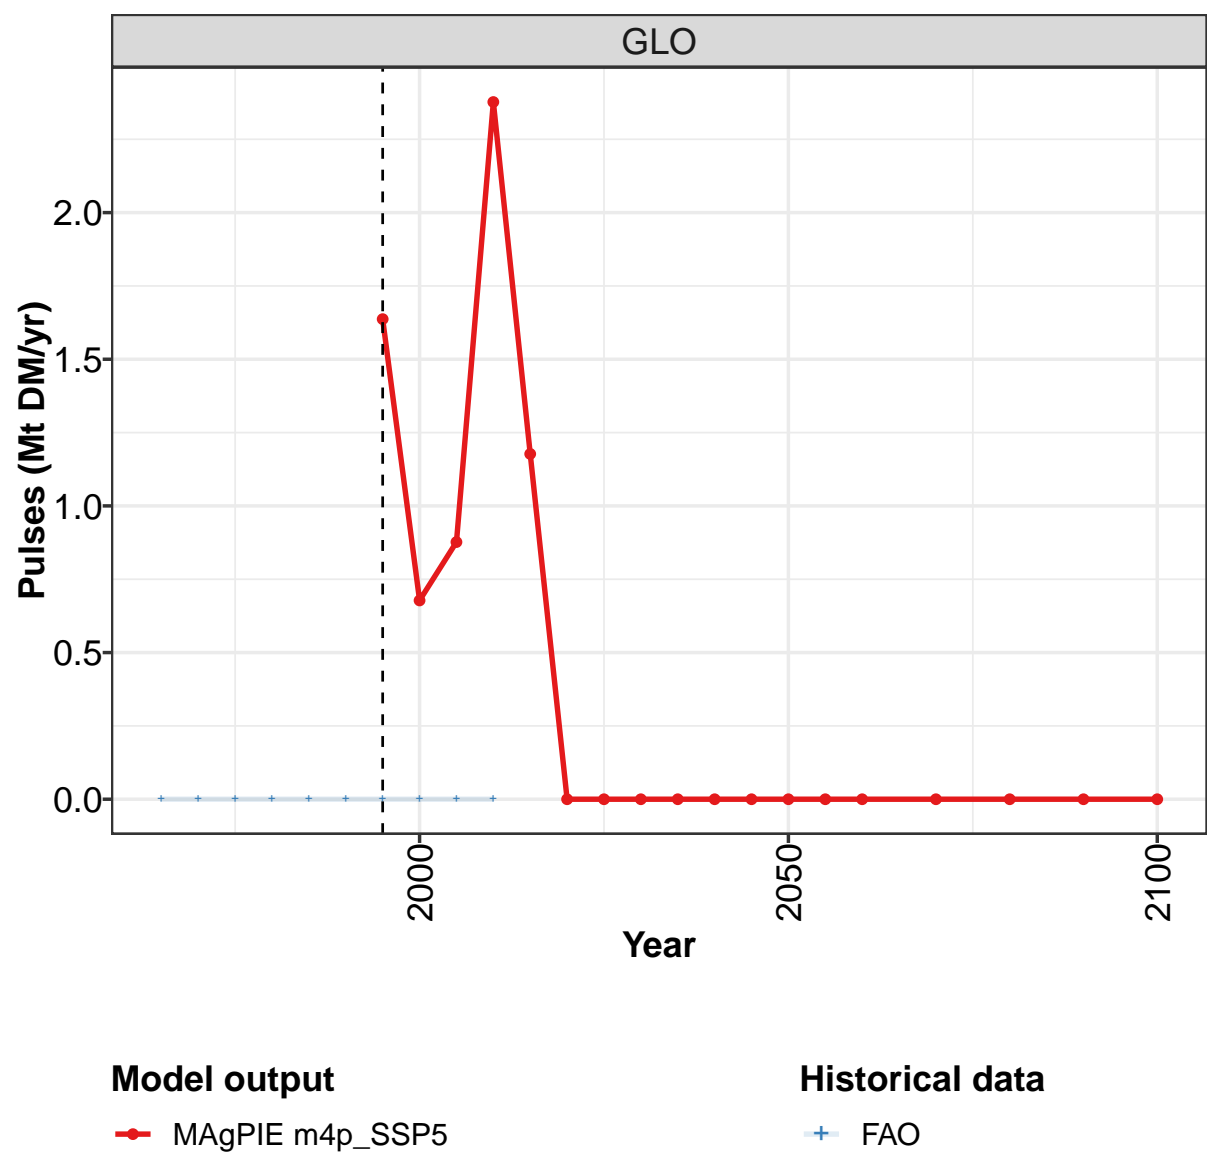 GLO
Pulses (Mt DM/yr)
2.0
1.5
1.0
0.5
0.0
2000
2050
2100
Year
Model output
Historical data
MAgPIE m4p_SSP5
FAO